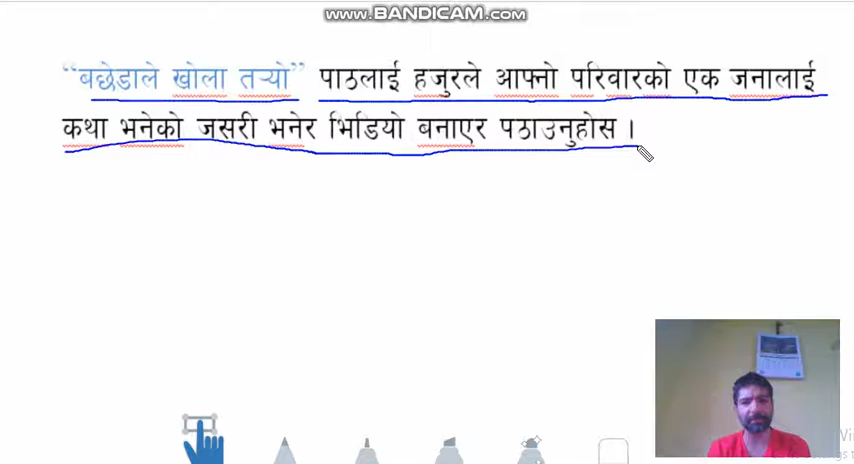 www.BANDICAM.com
“बछेडाले खोला तर्‍यो” पाठलाई हजुरले आफ्नो परिवारको एक जनालाई
कथा भनेको जसरी भनेर भिडियो बनाएर पठाउनुहोस ।